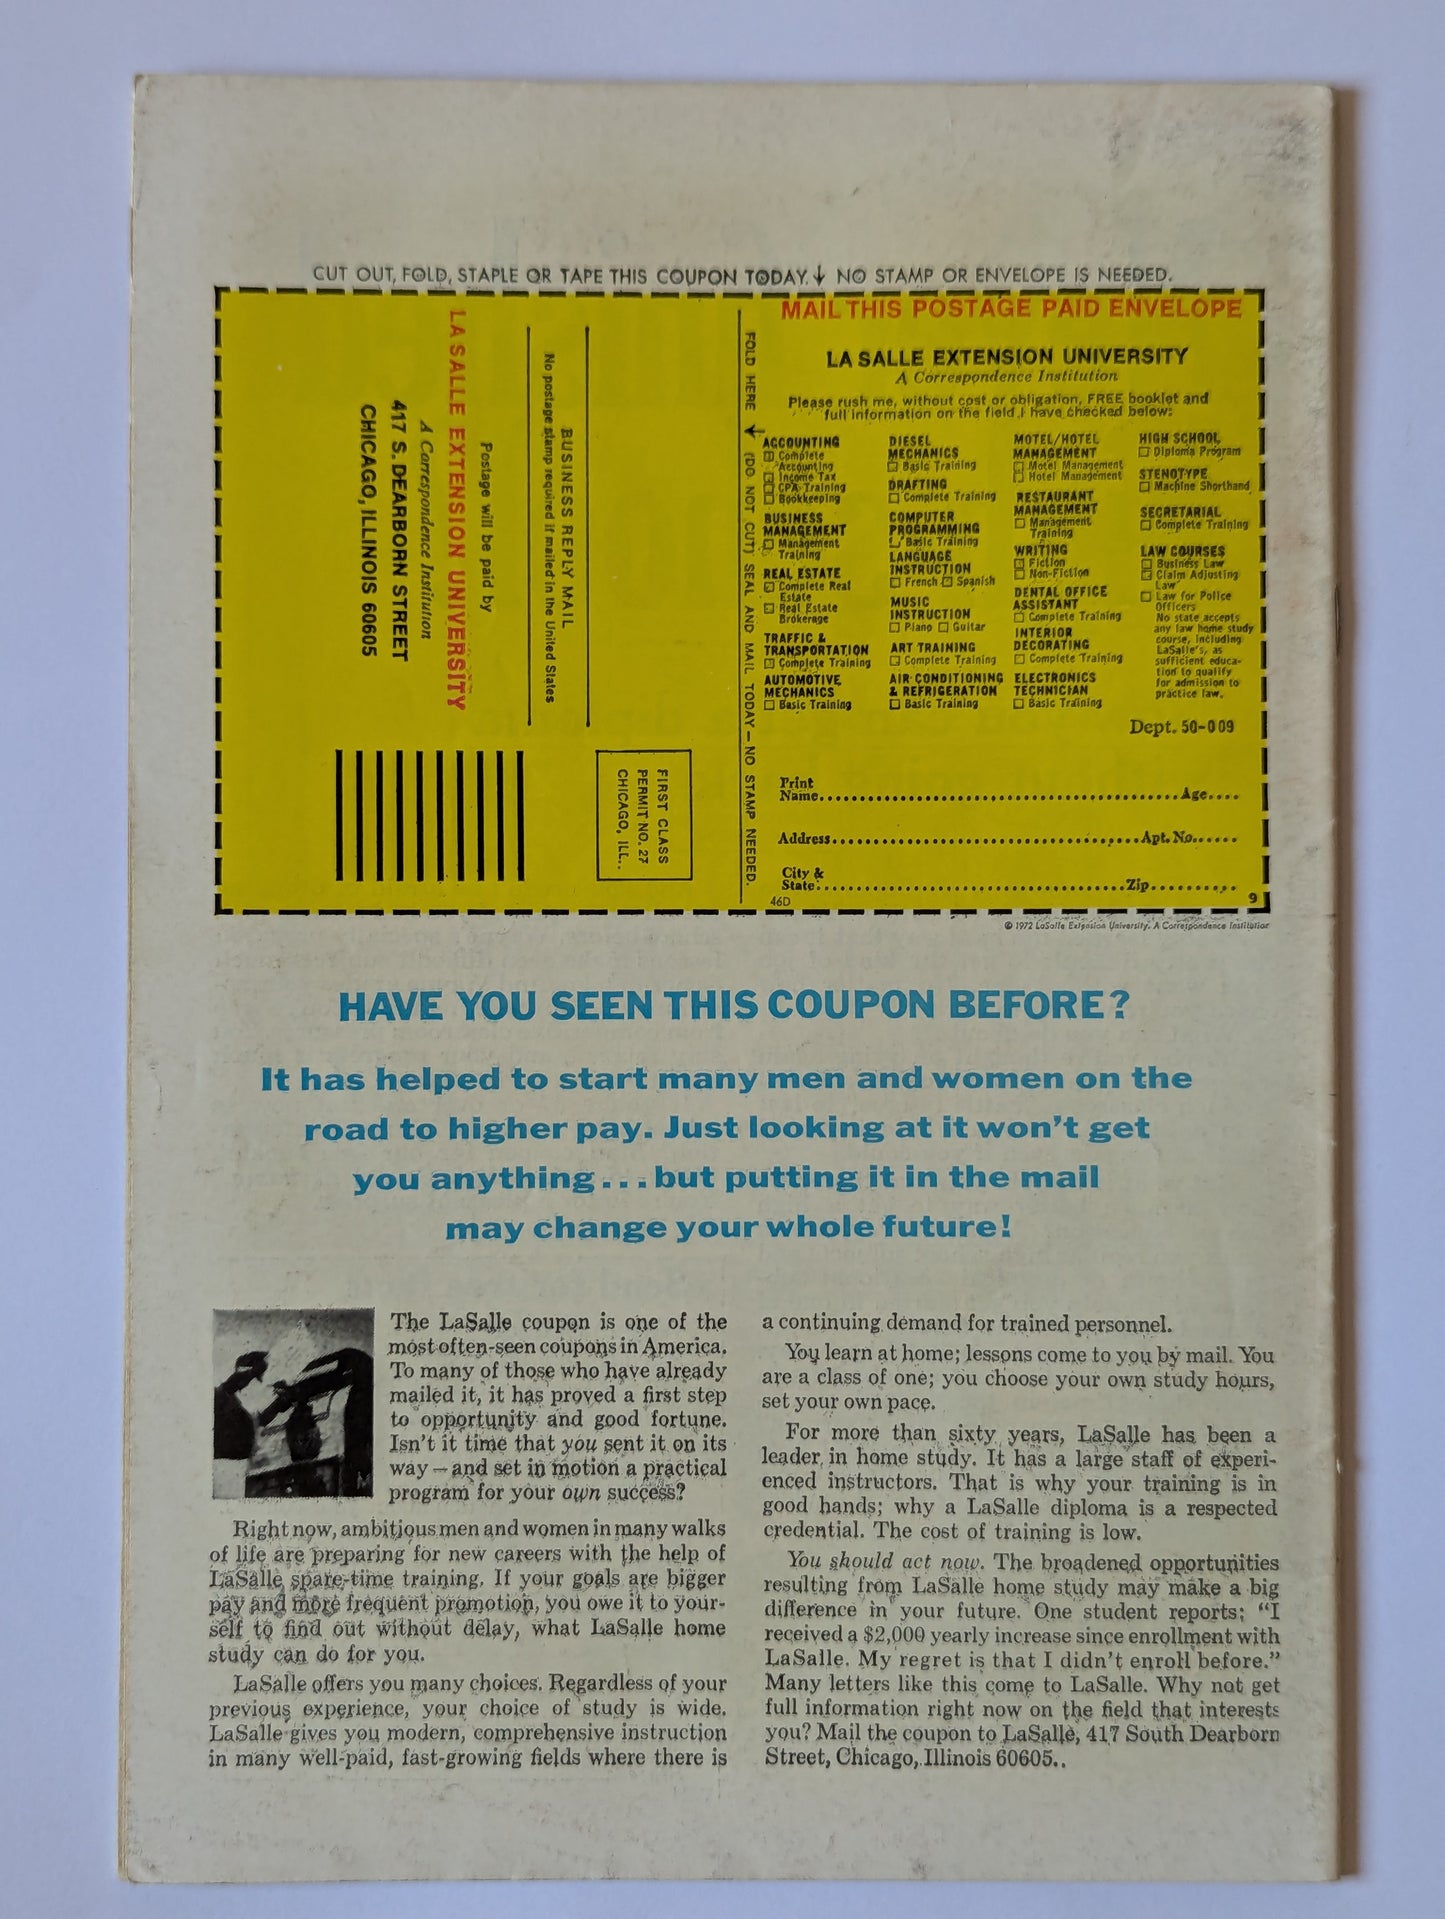 CUT OUT, FOLD, STAPLE OR TAPE THIS COUPON TODAY. ↓ NO STAMP OR ENVELOPE IS NEEDED.
LA SALLE EXTENSION UNIVERSITY
A Correspondence Institution
417 S. DEARBORN STREET
CHICAGO, ILLINOIS 60605
Postage will be paid by
BUSINESS REPLY MAIL
No postage stamp required if mailed in the United States
FIRST CLASS
PERMIT NO. 27
CHICAGO, ILL.
FOLD HERE (DO NOT CUT) SEAL AND MAIL TODAY — NO STAMP NEEDED.
MAIL THIS POSTAGE PAID ENVELOPE
LA SALLE EXTENSION UNIVERSITY
A Correspondence Institution
Please rush me, without cost or obligation, FREE booklet and
full information on the field I have checked below:
ACCOUNTING
☐ Complete
Accounting
☐ Income Tax
☐ CPA Training
☐ Bookkeeping
BUSINESS
MANAGEMENT
☐ Management
Training
REAL ESTATE
☐ Complete Real
Estate
☐ Real Estate
Brokerage
TRAFFIC &
TRANSPORTATION
☐ Complete Training
AUTOMOTIVE
MECHANICS
☐ Basic Training
DIESEL
MECHANICS
☐ Basic Training
DRAFTING
☐ Complete Training
COMPUTER
PROGRAMMING
☐ Basic Training
LANGUAGE
INSTRUCTION
☐ French ☐ Spanish
MUSIC
INSTRUCTION
☐ Piano ☐ Guitar
ART TRAINING
☐ Complete Training
AIR CONDITIONING
& REFRIGERATION
☐ Basic Training
MOTEL/HOTEL
MANAGEMENT
☐ Motel Management
☐ Hotel Management
RESTAURANT
MANAGEMENT
☐ Management
Training
WRITING
☐ Fiction
☐ Non-Fiction
DENTAL OFFICE
ASSISTANT
☐ Complete Training
INTERIOR
DECORATING
☐ Complete Training
ELECTRONICS
TECHNICIAN
☐ Basic Training
HIGH SCHOOL
☐ Diploma Program
STENOTYPE
☐ Machine Shorthand
SECRETARIAL
☐ Complete Training
LAW COURSES
☐ Business Law
☐ Claim Adjusting
Law
☐ Law for Police
Officers
No state accepts
any law home study
course, including
LaSalle's, as
sufficient educa-
tion to qualify
for admission to
practice law.
Dept. 50-009
Print
Name........ Age....
Address........ Apt. No......
City &
State........ Zip........
46D 9
© 1972 LaSalle Extension University. A Correspondence Institution
HAVE YOU SEEN THIS COUPON BEFORE?
It has helped to start many men and women on the
road to higher pay. Just looking at it won't get
you anything...but putting it in the mail
may change your whole future!
The LaSalle coupon is one of the
most often-seen coupons in America.
To many of those who have already
mailed it, it has proved a first step
to opportunity and good fortune.
Isn't it time that you sent it on its
way — and set in motion a practical
program for your own success?
Right now, ambitious men and women in many walks
of life are preparing for new careers with the help of
LaSalle spare-time training. If your goals are bigger
pay and more frequent promotion, you owe it to your-
self to find out without delay, what LaSalle home
study can do for you.
LaSalle offers you many choices. Regardless of your
previous experience, your choice of study is wide.
LaSalle gives you modern, comprehensive instruction
in many well-paid, fast-growing fields where there is
a continuing demand for trained personnel.
You learn at home; lessons come to you by mail. You
are a class of one; you choose your own study hours,
set your own pace.
For more than sixty years, LaSalle has been a
leader in home study. It has a large staff of experi-
enced instructors. That is why your training is in
good hands; why a LaSalle diploma is a respected
credential. The cost of training is low.
You should act now. The broadened opportunities
resulting from LaSalle home study may make a big
difference in your future. One student reports: "I
received a $2,000 yearly increase since enrollment with
LaSalle. My regret is that I didn't enroll before."
Many letters like this come to LaSalle. Why not get
full information right now on the field that interests
you? Mail the coupon to LaSalle, 417 South Dearborn
Street, Chicago, Illinois 60605..